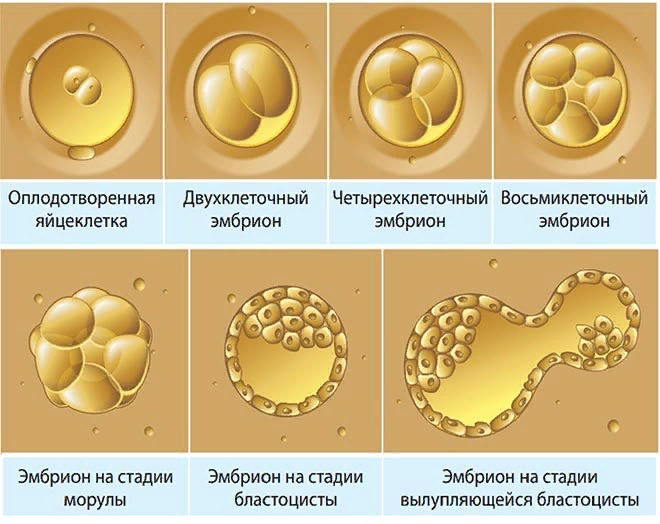 Оплодотворенная
яйцеклетка
Двухклеточный
эмбрион
Четырехклеточный
эмбрион
Восьмиклеточный
эмбрион
Эмбрион на стадии
морулы
Эмбрион на стадии
бластоцисты
Эмбрион на стадии
вылупляющейся бластоцисты